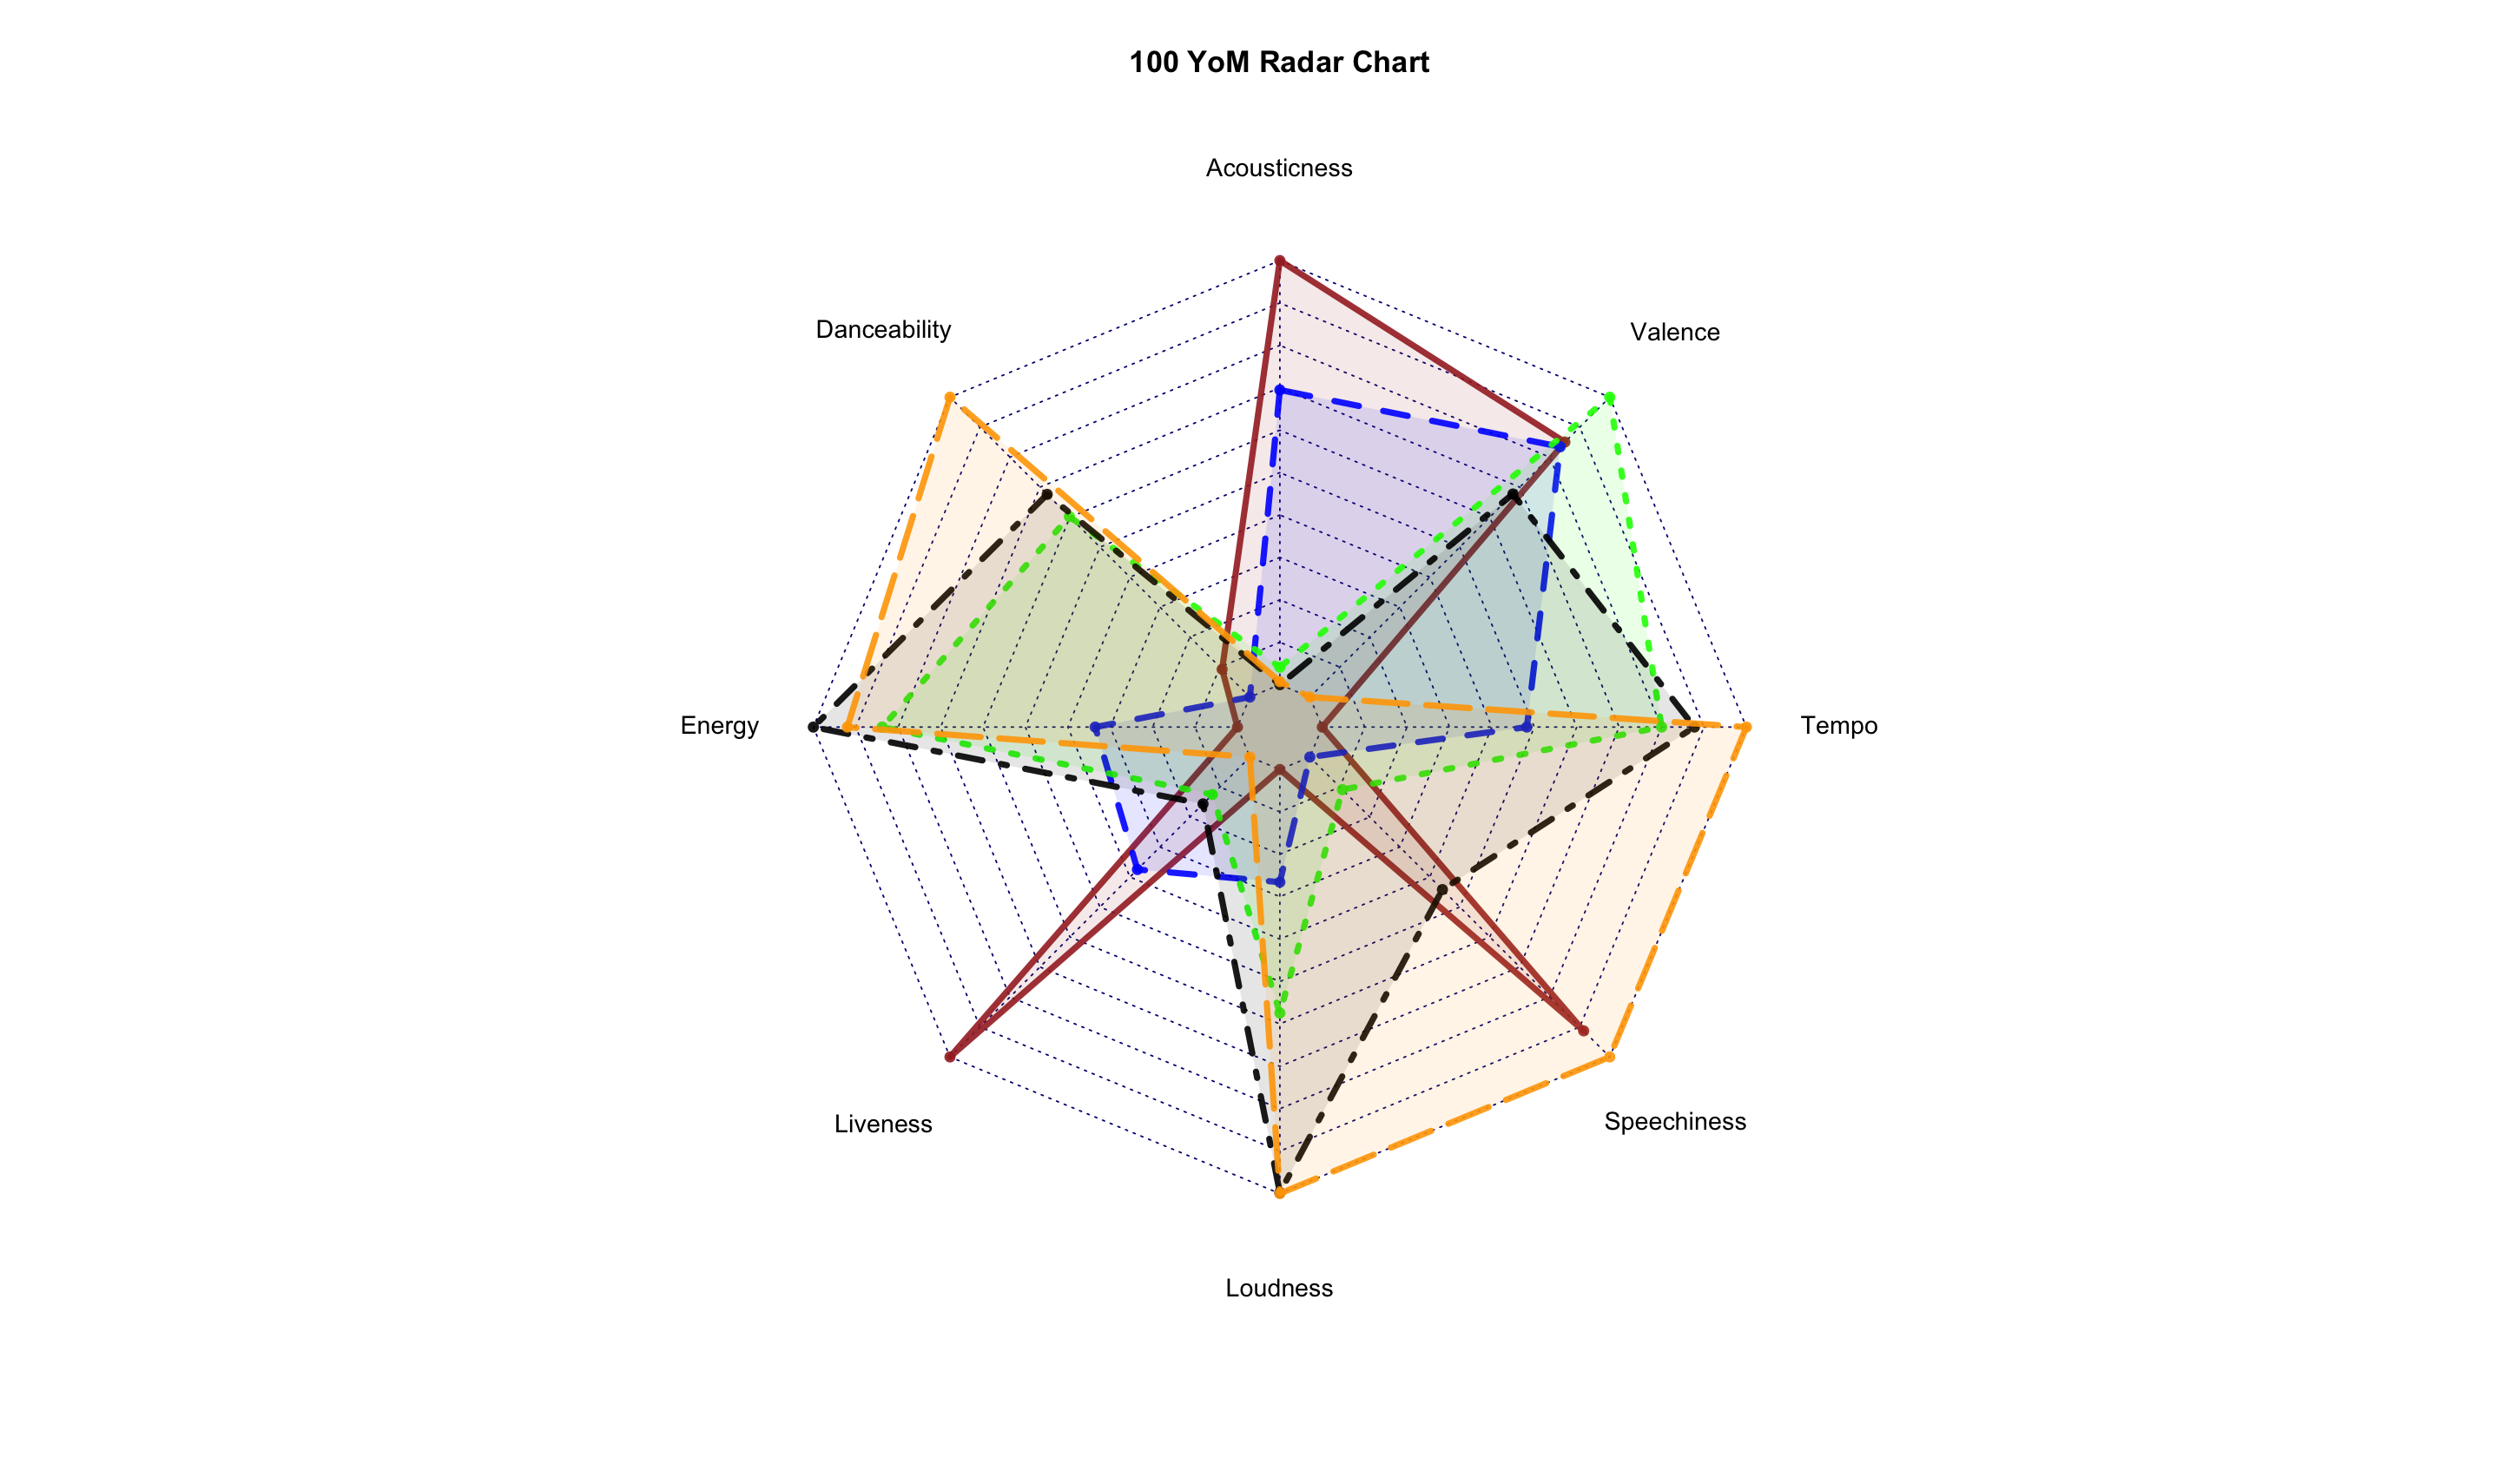 100 YoM Radar Chart
Acousticness
Danceability
Valence
Energy
Tempo
Liveness
Speechiness
Loudness